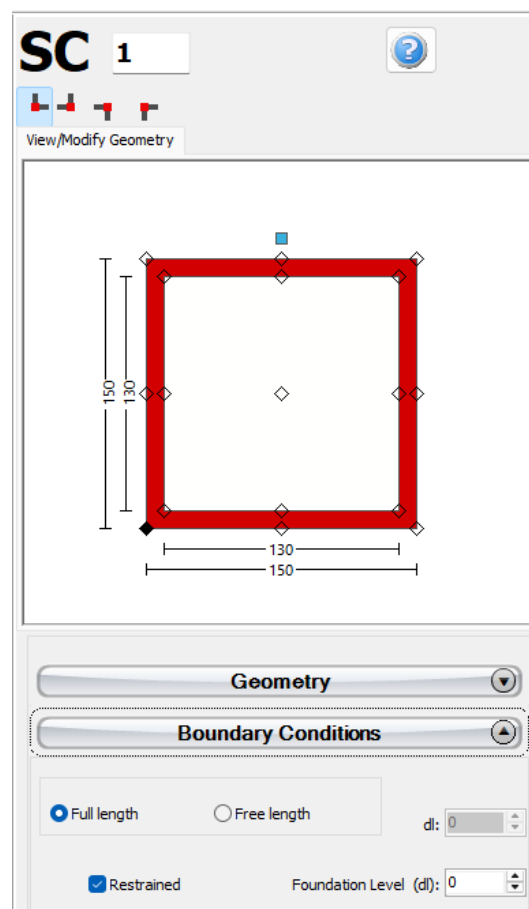 SC 1
View/Modify Geometry
150
130
130
150
Geometry
Boundary Conditions
Full length Free length dl: 0
Restrained Foundation Level (dl): 0